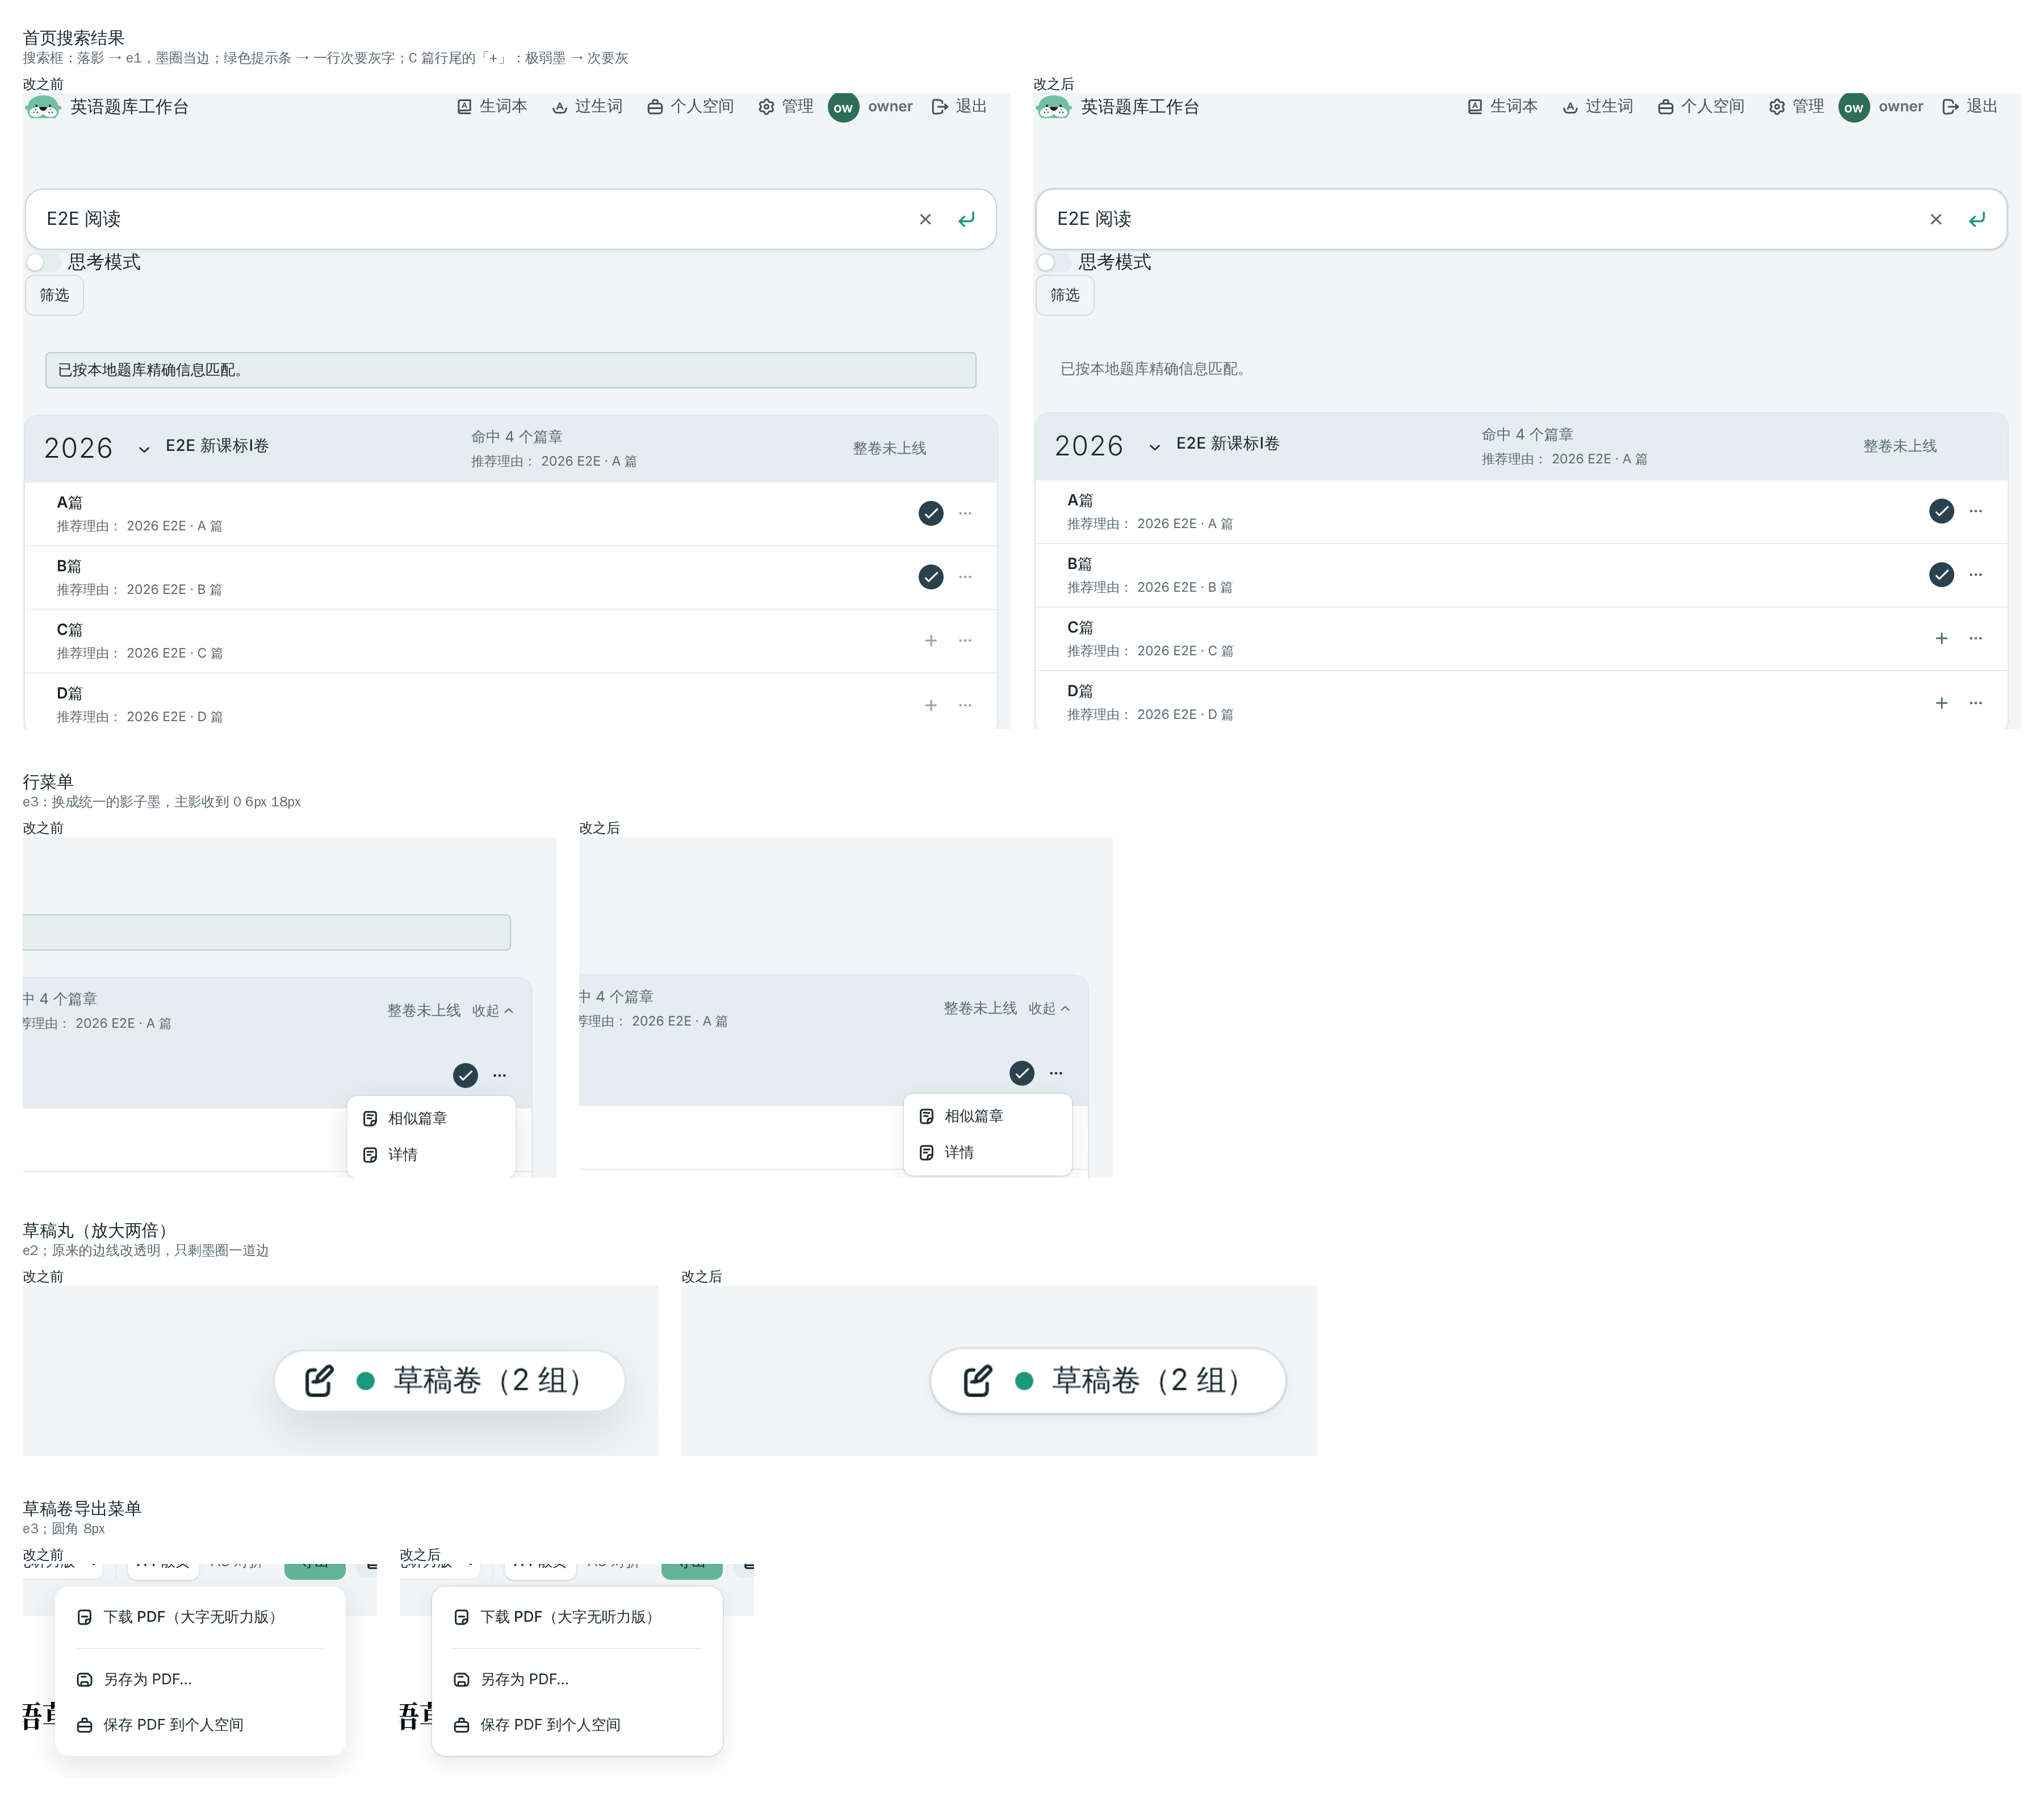 首页搜索结果
搜索框：落影 → e1，墨圈当边；绿色提示条 → 一行次要灰字；C 篇行尾的「+」：极弱墨 → 次要灰
改之前
英语题库工作台 生词本 过生词 个人空间 管理 ow owner 退出
E2E 阅读
思考模式
筛选
已按本地题库精确信息匹配。
2026 E2E 新课标I卷 命中 4 个篇章 整卷未上线
推荐理由： 2026 E2E · A 篇
A篇
推荐理由： 2026 E2E · A 篇
B篇
推荐理由： 2026 E2E · B 篇
C篇
推荐理由： 2026 E2E · C 篇
D篇
推荐理由： 2026 E2E · D 篇
改之后
英语题库工作台 生词本 过生词 个人空间 管理 ow owner 退出
E2E 阅读
思考模式
筛选
已按本地题库精确信息匹配。
2026 E2E 新课标I卷 命中 4 个篇章 整卷未上线
推荐理由： 2026 E2E · A 篇
A篇
推荐理由： 2026 E2E · A 篇
B篇
推荐理由： 2026 E2E · B 篇
C篇
推荐理由： 2026 E2E · C 篇
D篇
推荐理由： 2026 E2E · D 篇
行菜单
e3：换成统一的影子墨，主影收到 0 6px 18px
改之前
中 4 个篇章 整卷未上线 收起
荐理由： 2026 E2E · A 篇
相似篇章
详情
改之后
中 4 个篇章 整卷未上线 收起
荐理由： 2026 E2E · A 篇
相似篇章
详情
草稿丸（放大两倍）
e2；原来的边线改透明，只剩墨圈一道边
改之前
草稿卷（2 组）
改之后
草稿卷（2 组）
草稿卷导出菜单
e3；圆角 8px
改之前
下载 PDF（大字无听力版）
另存为 PDF...
保存 PDF 到个人空间
改之后
下载 PDF（大字无听力版）
另存为 PDF...
保存 PDF 到个人空间